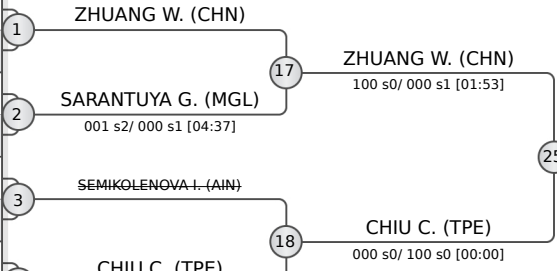 ZHUANG W. (CHN)
1
ZHUANG W. (CHN)
17
100 s0/ 000 s1 [01:53]
SARANTUYA G. (MGL)
2
001 s2/ 000 s1 [04:37]
25
SEMIKOLENOVA I. (AIN)
3
CHIU C. (TPE)
18
000 s0/ 100 s0 [00:00]
CHIU C. (TPE)